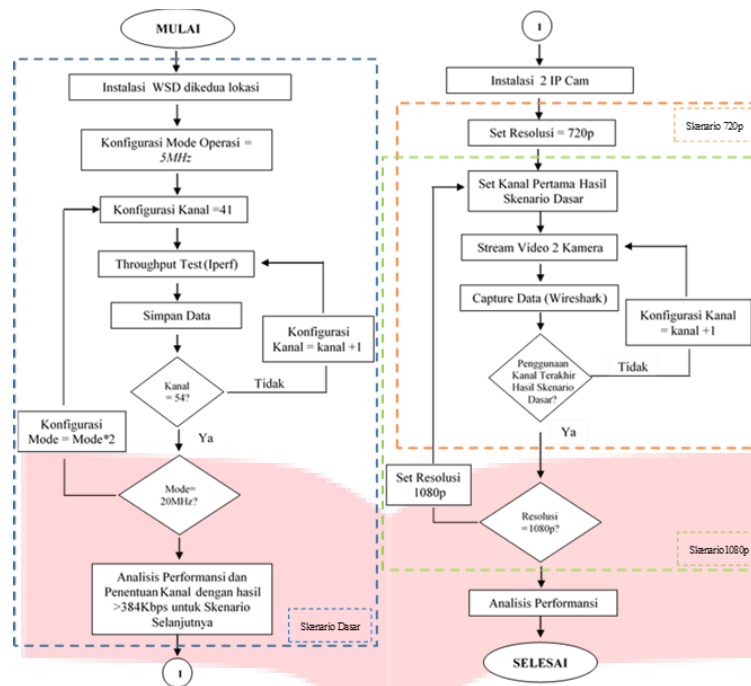 MULAI
Instalasi WSD dikedua lokasi
Konfigurasi Mode Operasi =
5MHz
Konfigurasi Kanal =41
Throughput Test (Iperf)
Simpan Data
Konfigurasi
Kanal = kanal +1
Kanal
= 54?
Tidak
Konfigurasi
Mode = Mode*2
Ya
Mode=
20MHz?
Analisis Performansi dan
Penentuan Kanal dengan hasil
>384Kbps untuk Skenario
Selanjutnya
Skenario Dasar
1
1
Instalasi 2 IP Cam
Set Resolusi = 720p
Skenario 720p
Set Kanal Pertama Hasil
Skenario Dasar
Stream Video 2 Kamera
Capture Data (Wireshark)
Konfigurasi Kanal
= kanal +1
Penggunaan
Kanal Terakhir
Hasil Skenario
Dasar?
Tidak
Ya
Set Resolusi
1080p
Resolusi
=1080p?
Skenario1080p
Analisis Performansi
SELESAI